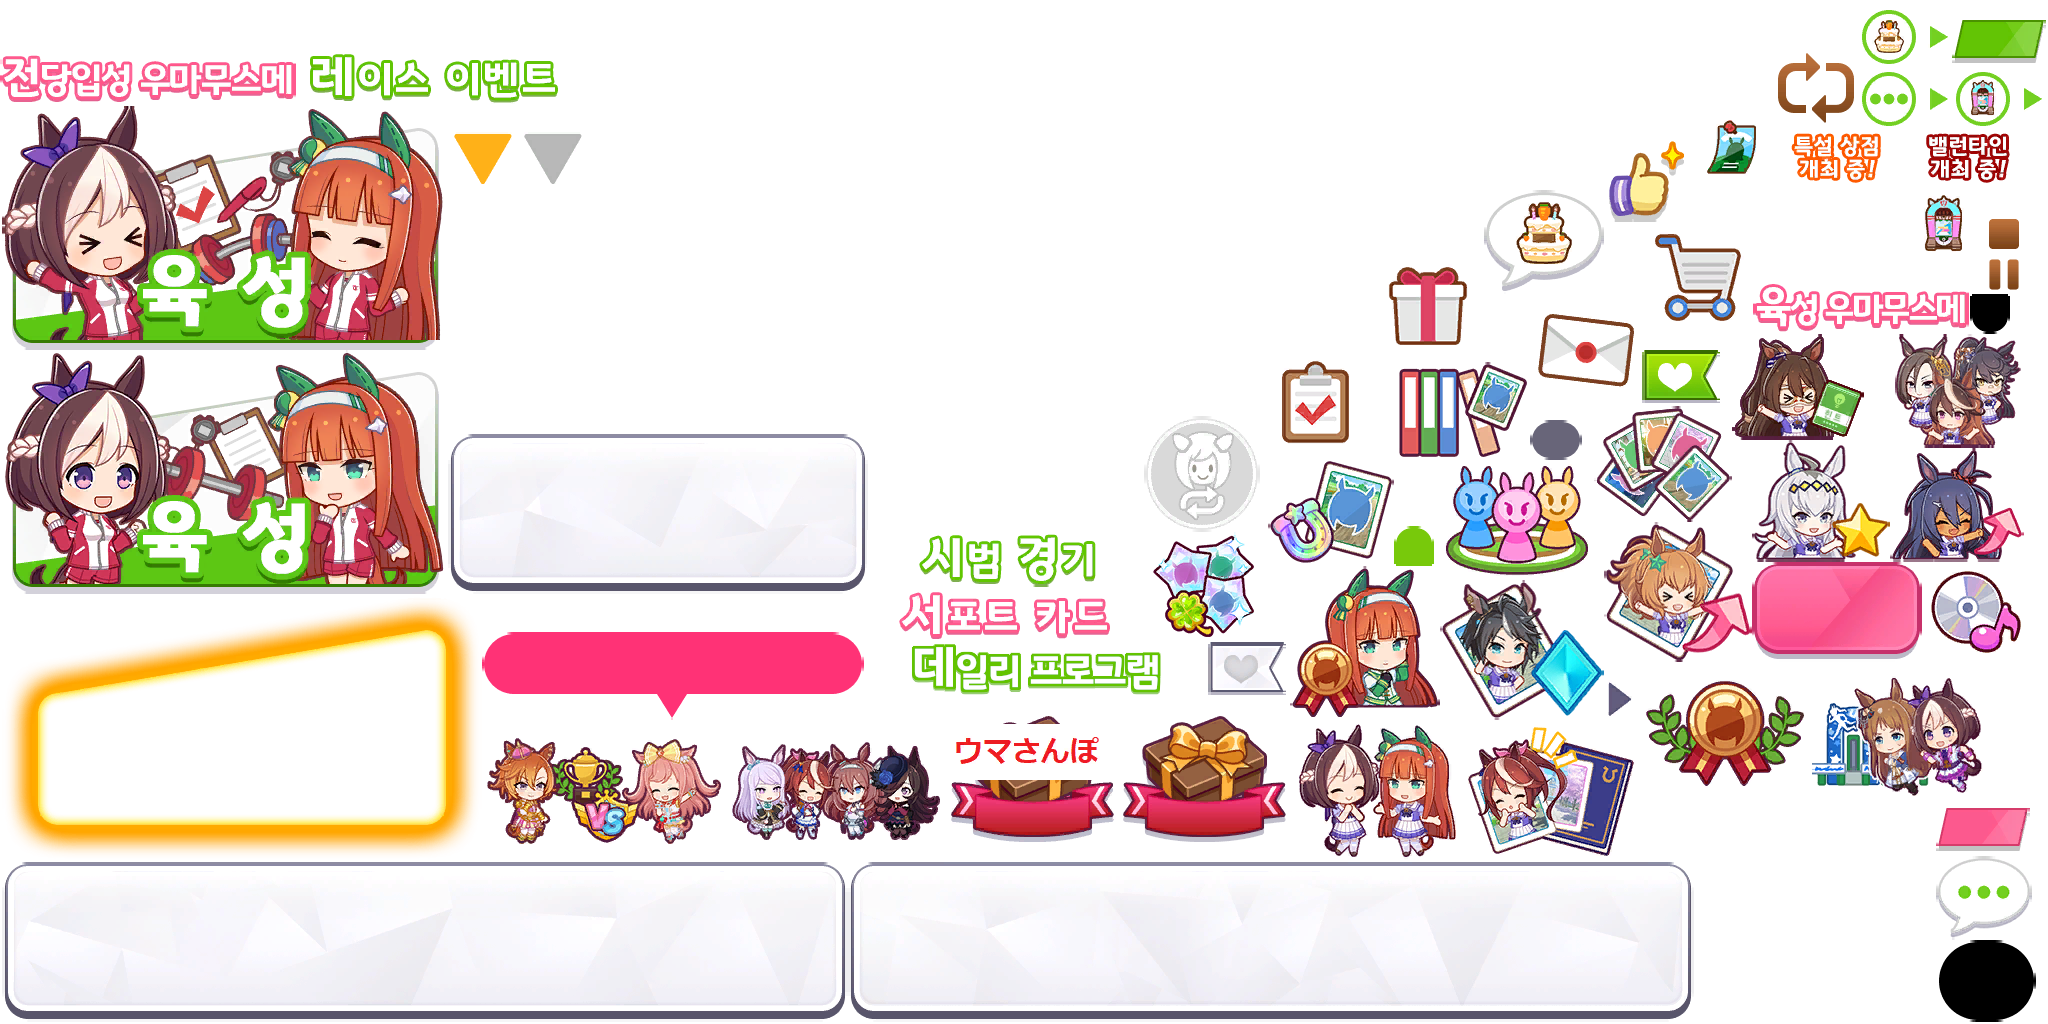 전당입성 우마무스메
레이스 이벤트
육성
육성
특설 상점
개최 중!
밸런타인
개최 중!
육성 우마무스메
시범 경기
서포트 카드
데일리 프로그램
ウマさんぽ
VS